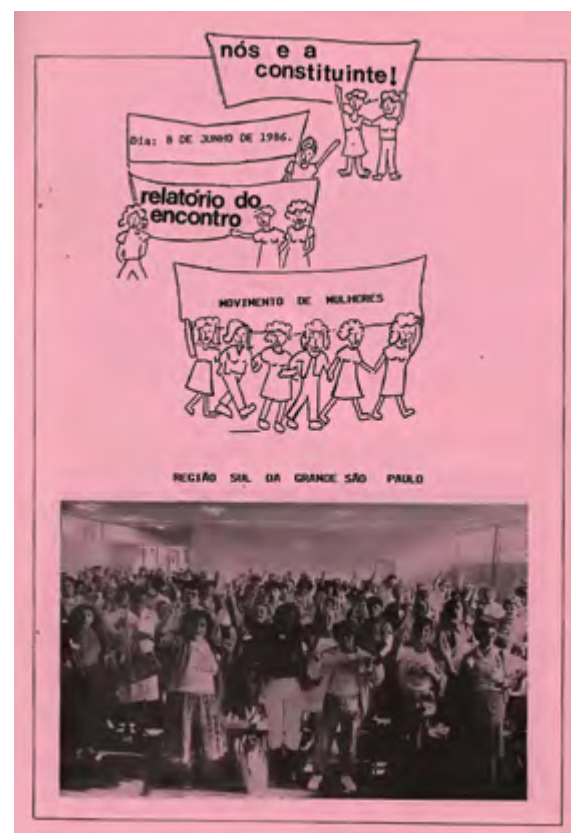 nós e a
constituinte!
Dia: 8 DE JUNHO DE 1986.
relatório do
encontro
MOVIMENTO DE MULHERES
REGIÃO SUL DA GRANDE SÃO PAULO